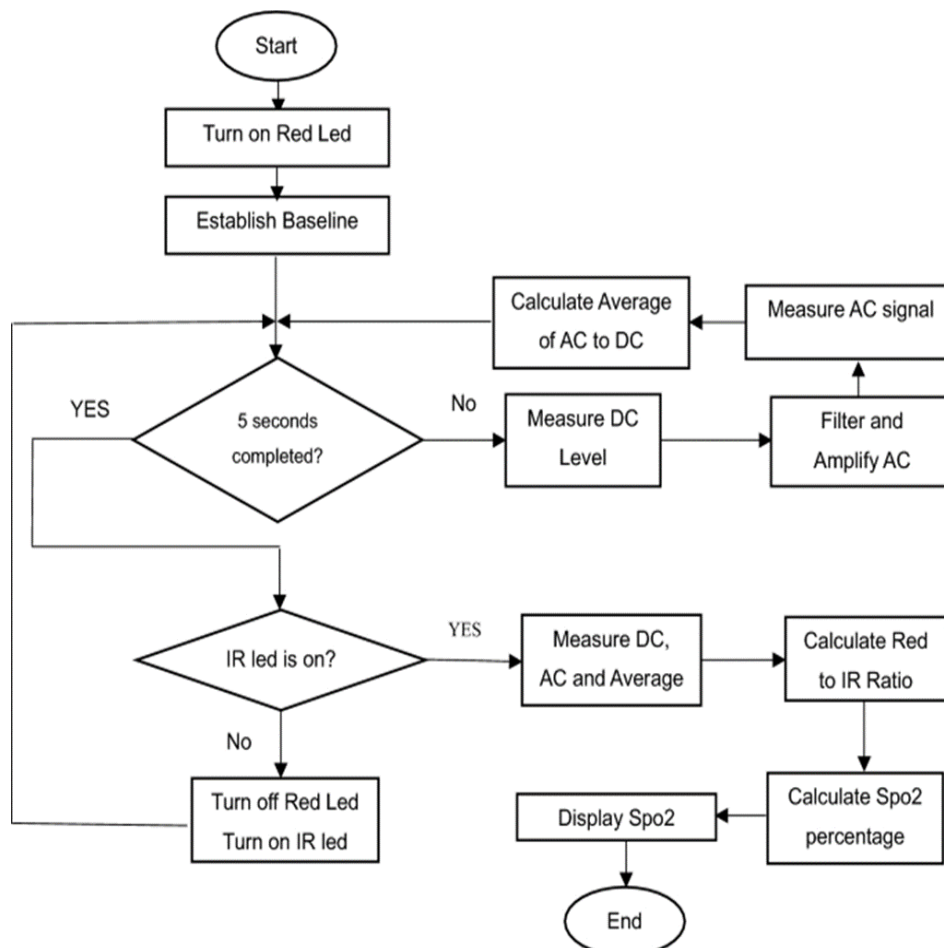 Start
Turn on Red Led
Establish Baseline
Calculate Average
of AC to DC
Measure AC signal
YES
5 seconds
completed?
No
Measure DC
Level
Filter and
Amplify AC
IR led is on?
YES
Measure DC,
AC and Average
Calculate Red
to IR Ratio
No
Turn off Red Led
Turn on IR led
Display Spo2
Calculate Spo2
percentage
End